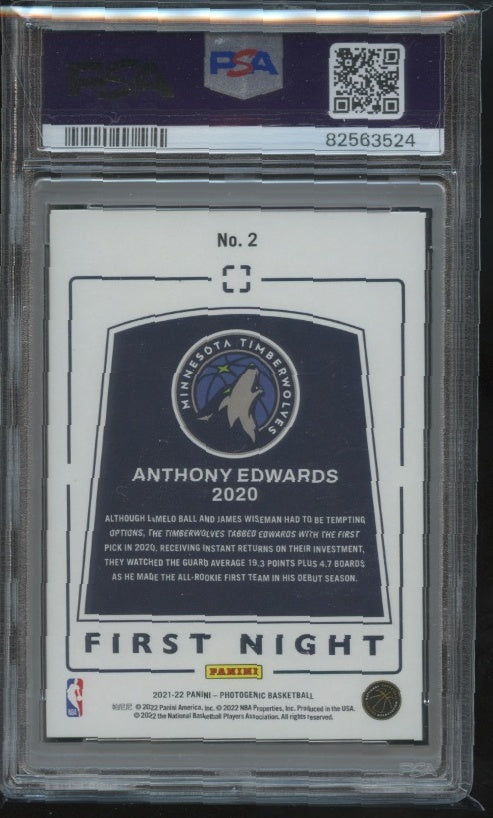 PSA
PSA
82563524
No. 2
MINNESOTA TIMBERWOLVES
ANTHONY EDWARDS
2020
ALTHOUGH LaMELO BALL AND JAMES WISEMAN HAD TO BE TEMPTING
OPTIONS, THE TIMBERWOLVES TABBED EDWARDS WITH THE FIRST
PICK IN 2020. RECEIVING INSTANT RETURNS ON THEIR INVESTMENT,
THEY WATCHED THE GUARD AVERAGE 19.3 POINTS PLUS 4.7 BOARDS
AS HE MADE THE ALL-ROOKIE FIRST TEAM IN HIS DEBUT SEASON.
FIRST NIGHT
PANINI
2021-22 PANINI – PHOTOGENIC BASKETBALL
© 2022 Panini America, Inc. © 2022 NBA Properties, Inc. Produced in the USA.
© 2022 the National Basketball Players Association. All rights reserved.
NBA
PSA